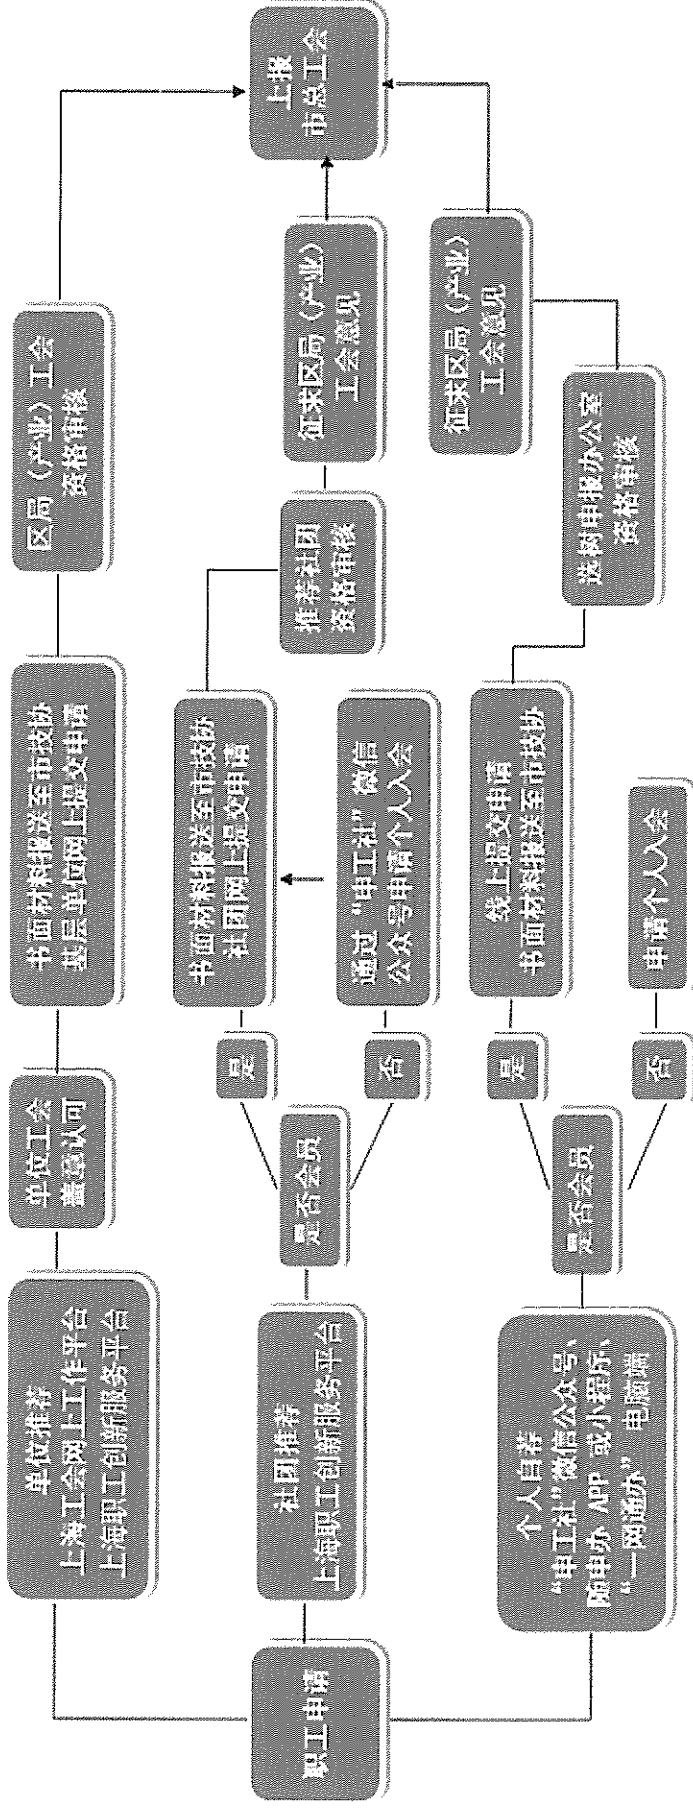 职工申请
单位推荐
上海工会网上工作平台
上海职工创新服务平台
单位工会
盖章认可
书面材料报送至市技协
基层单位网上提交申请
区局（产业）工会
资格审核
上报
市总工会
社团推荐
上海职工创新服务平台
是否会员
是
否
书面材料报送至市技协
社团网上提交申请
通过“申工社”微信
公众号申请个人入会
推荐社团
资格审核
征求区局（产业）
工会意见
个人自荐
“申工社”微信公众号、
随申办 APP 或小程序、
“一网通办” 电脑端
是否会员
是
否
线上提交申请
书面材料报送至市技协
申请个人入会
选树申报办公室
资格审核
征求区局（产业）
工会意见